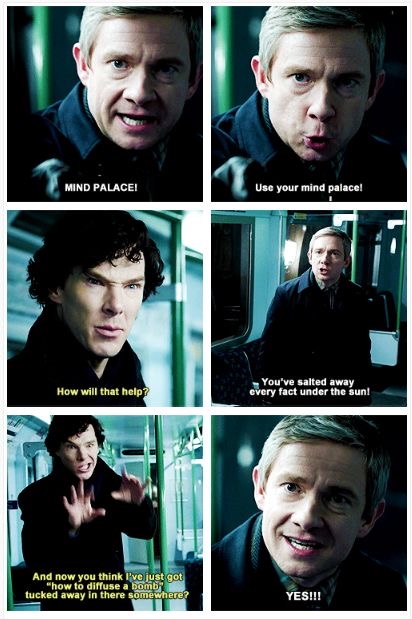 MIND PALACE!
Use your mind palace!
How will that help?
You've salted away
every fact under the sun!
And now you think I've just got
"how to diffuse a bomb"
tucked away in there somewhere?
YES!!!